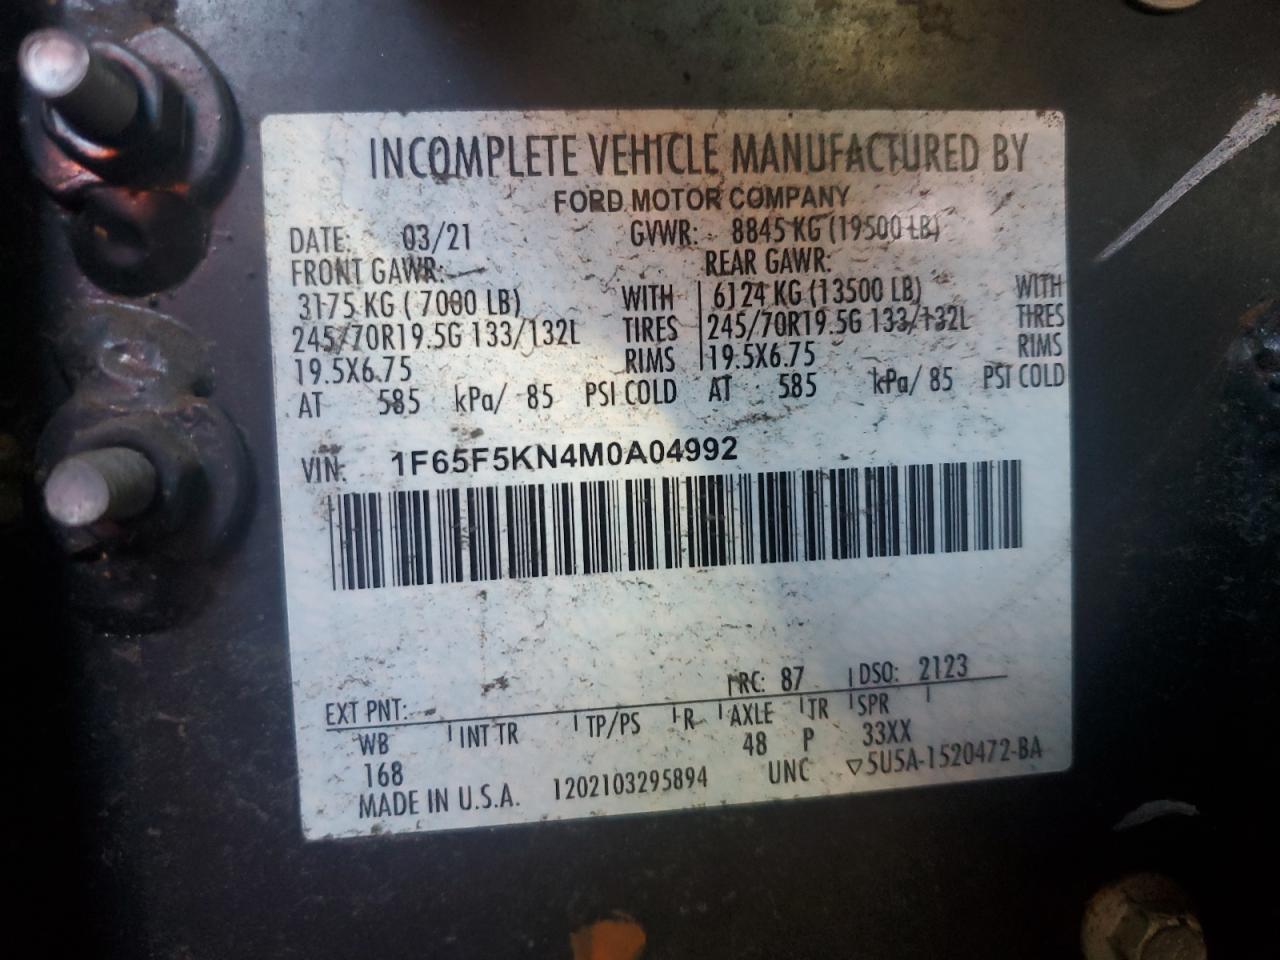 INCOMPLETE VEHICLE MANUFACTURED BY
FORD MOTOR COMPANY
DATE: 03/21 GVWR: 8845 KG (19500 LB)
FRONT GAWR: REAR GAWR:
3175 KG (7000 LB) WITH 6124 KG (13500 LB) WITH
245/70R19.5G 133/132L TIRES 245/70R19.5G 133/132L TIRES
19.5X6.75 RIMS 19.5X6.75 RIMS
AT 585 kPa/ 85 PSI COLD AT 585 kPa/ 85 PSI COLD
VIN: 1F65F5KN4M0A04992
EXT PNT: RC: 87 DSO: 2123
WB INT TR TP/PS R AXLE TR SPR
168 48 P 33XX
MADE IN U.S.A. 1202103295894 UNC ▽5U5A-1520472-BA